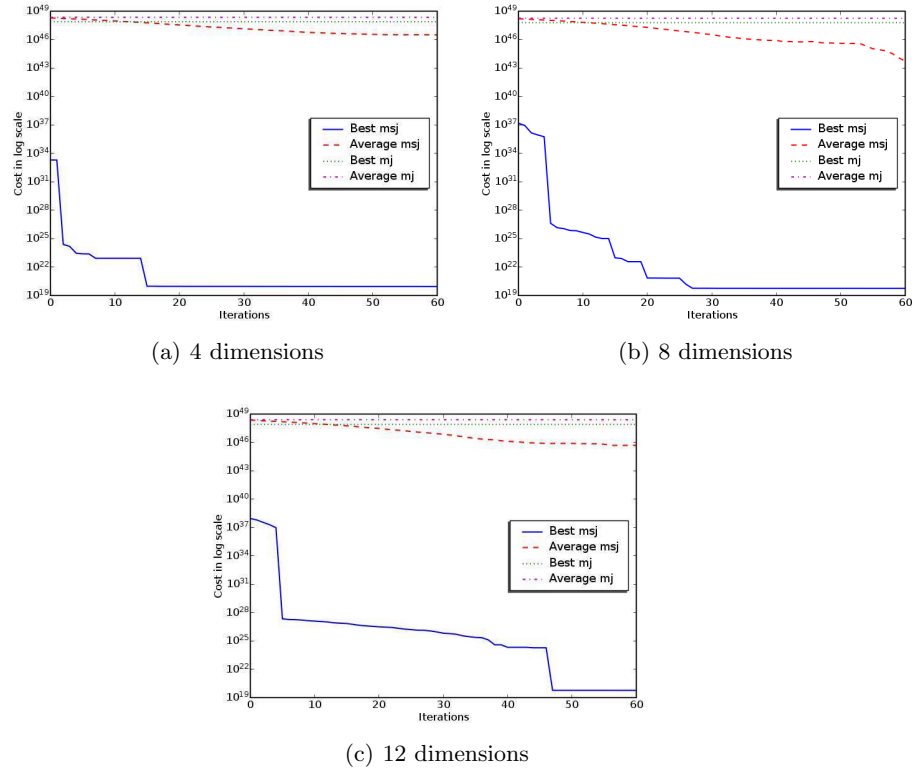 10^49
10^46
10^43
10^40
10^37
10^34
10^31
10^28
10^25
10^22
10^19
Cost in log scale
Best msj
Average msj
Best mj
Average mj
0 10 20 30 40 50 60
Iterations
(a) 4 dimensions
10^49
10^46
10^43
10^40
10^37
10^34
10^31
10^28
10^25
10^22
10^19
Cost in log scale
Best msj
Average msj
Best mj
Average mj
0 10 20 30 40 50 60
Iterations
(b) 8 dimensions
10^49
10^46
10^43
10^40
10^37
10^34
10^31
10^28
10^25
10^22
10^19
Cost in log scale
Best msj
Average msj
Best mj
Average mj
0 10 20 30 40 50 60
Iterations
(c) 12 dimensions